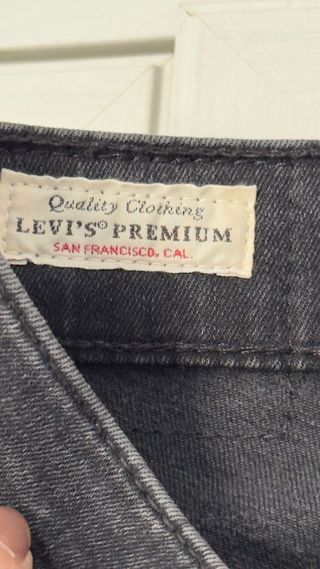 Quality Clothing
LEVI'S® PREMIUM
SAN FRANCISCO, CAL.